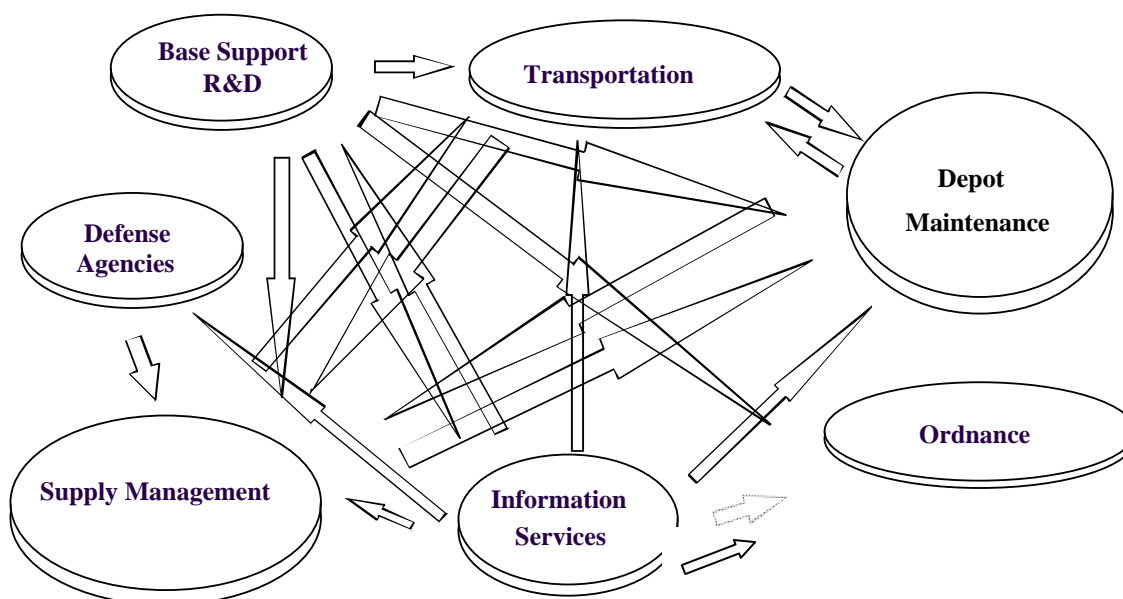 Base Support
R&D
Transportation
Depot
Maintenance
Defense
Agencies
Ordnance
Supply Management
Information
Services